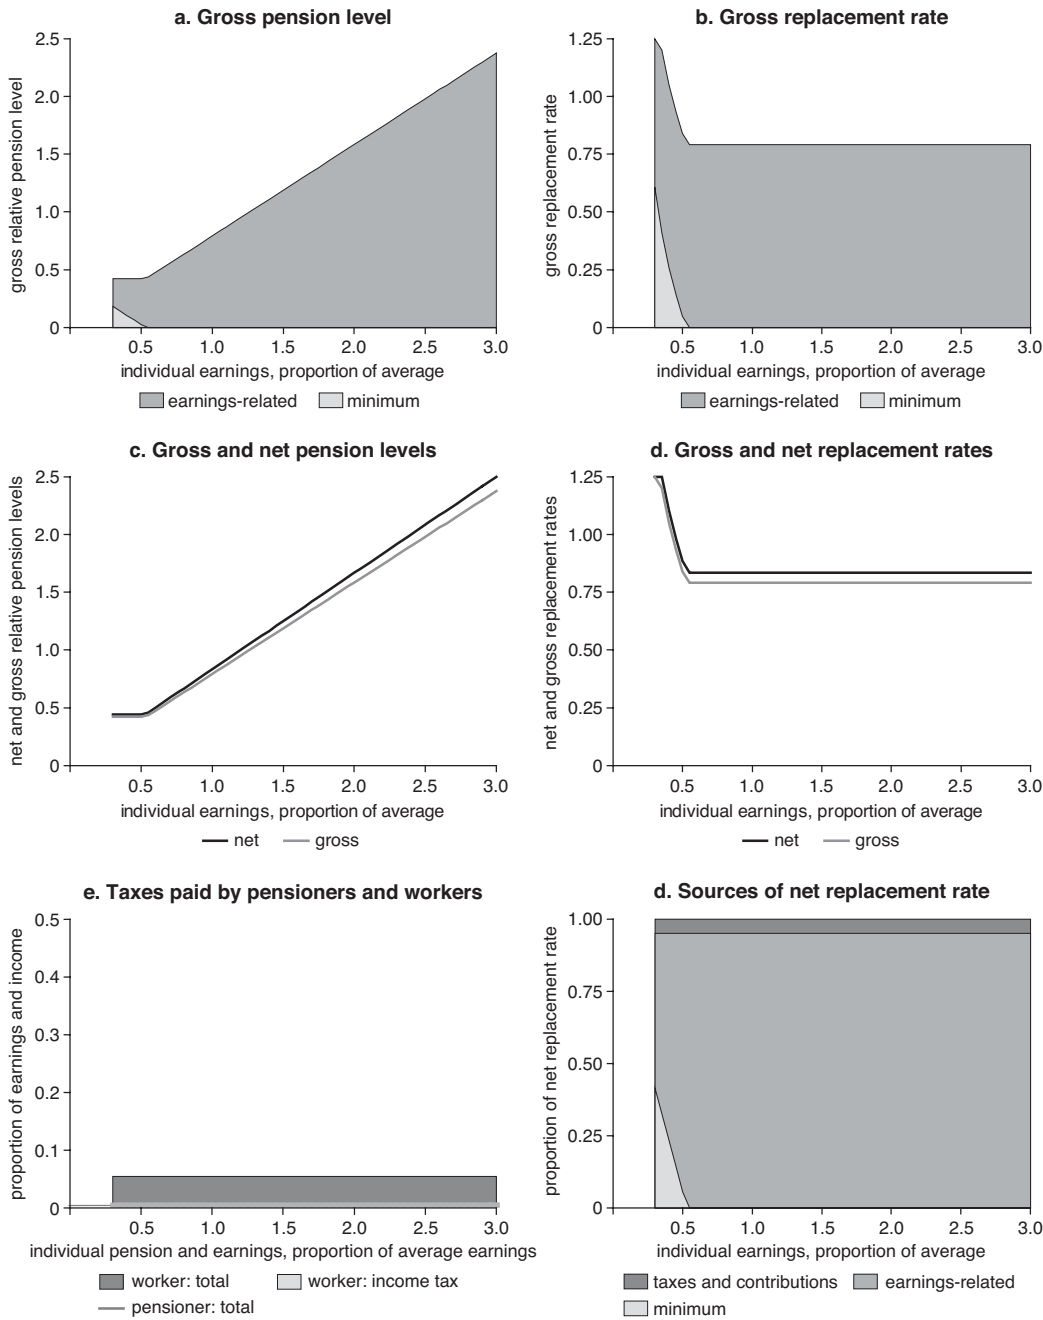 a. Gross pension level
gross relative pension level
2.5
2.0
1.5
1.0
0.5
0
0.5 1.0 1.5 2.0 2.5 3.0
individual earnings, proportion of average
earnings-related minimum
b. Gross replacement rate
gross replacement rate
1.25
1.00
0.75
0.50
0.25
0
0.5 1.0 1.5 2.0 2.5 3.0
individual earnings, proportion of average
earnings-related minimum
c. Gross and net pension levels
net and gross relative pension levels
2.5
2.0
1.5
1.0
0.5
0
0.5 1.0 1.5 2.0 2.5 3.0
individual earnings, proportion of average
net gross
d. Gross and net replacement rates
net and gross replacement rates
1.25
1.00
0.75
0.50
0.25
0
0.5 1.0 1.5 2.0 2.5 3.0
individual earnings, proportion of average
net gross
e. Taxes paid by pensioners and workers
proportion of earnings and income
0.5
0.4
0.3
0.2
0.1
0
0.5 1.0 1.5 2.0 2.5 3.0
individual pension and earnings, proportion of average earnings
worker: total worker: income tax
pensioner: total
d. Sources of net replacement rate
proportion of net replacement rate
1.00
0.75
0.50
0.25
0
0.5 1.0 1.5 2.0 2.5 3.0
individual earnings, proportion of average
taxes and contributions earnings-related
minimum